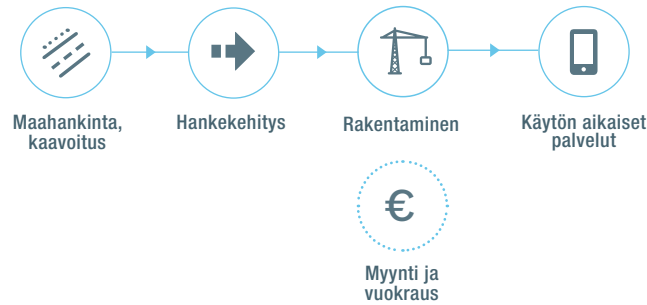 Maahankinta,
kaavoitus
Hankekehitys
Rakentaminen
Käytön aikaiset
palvelut
€
Myynti ja
vuokraus